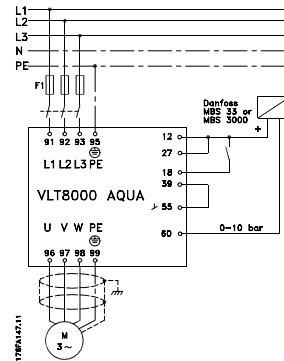 L1
L2
L3
N
PE
F1
Danfoss
MBS 33 or
MBS 3000
+
91 92 93 95
12
L1 L2 L3 PE
27
18
VLT8000 AQUA
39
55
U V W PE
60
0-10 bar
96 97 98 99
M
3~
178FA147.11